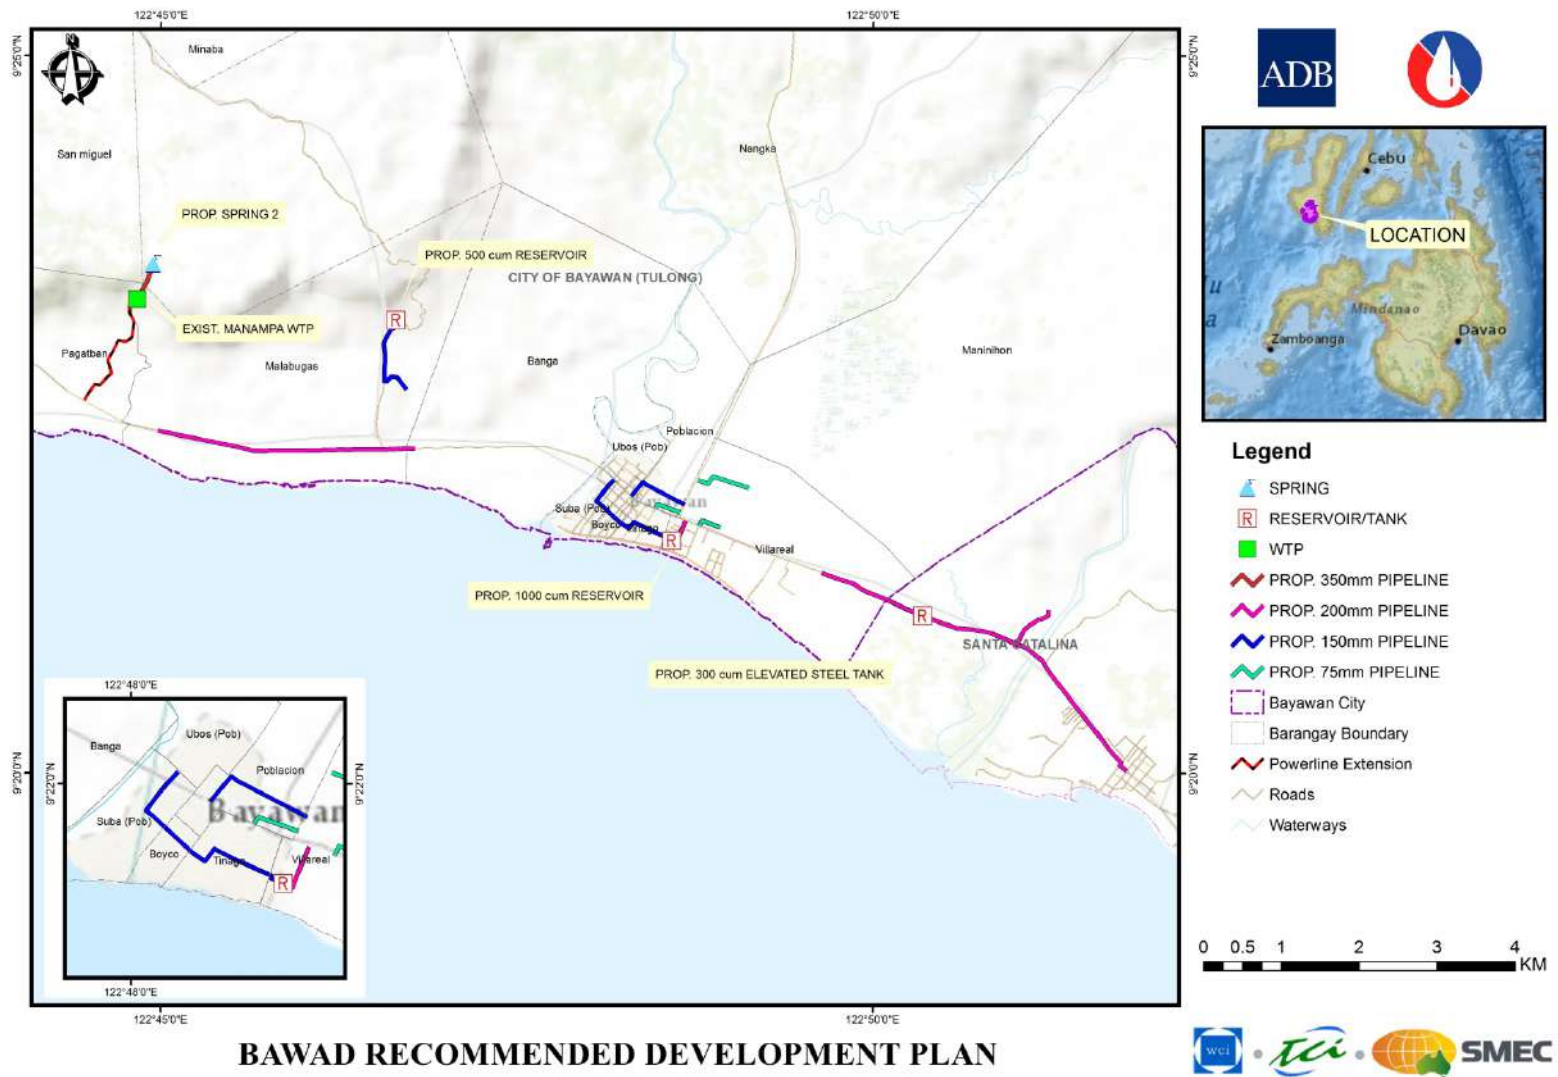 122°45'0"E
122°50'0"E
9°25'0"N
9°25'0"N
N
Minaba
San miguel
Nangka
PROP. SPRING 2
PROP. 500 cum RESERVOIR
CITY OF BAYAWAN (TULONG)
EXIST. MANAMPA WTP
R
Pagatban
Malabugas
Banga
Maninihon
Poblacion
Ubos (Pob)
Bayawan
Suba (Pob)
Boyco
Tinago
R
Villareal
PROP. 1000 cum RESERVOIR
R
SANTA CATALINA
PROP. 300 cum ELEVATED STEEL TANK
122°48'0"E
Ubos (Pob)
Banga
Poblacion
Bayawan
Suba (Pob)
Boyco
Tinago
Villareal
R
9°22'0"N
9°22'0"N
122°48'0"E
9°20'0"N
9°20'0"N
122°45'0"E
122°50'0"E
ADB
Cebu
LOCATION
Mindanao
Zamboanga
Davao
Legend
SPRING
R RESERVOIR/TANK
WTP
PROP. 350mm PIPELINE
PROP. 200mm PIPELINE
PROP. 150mm PIPELINE
PROP. 75mm PIPELINE
Bayawan City
Barangay Boundary
Powerline Extension
Roads
Waterways
0 0.5 1 2 3 4
KM
BAWAD RECOMMENDED DEVELOPMENT PLAN
wci
tci
SMEC